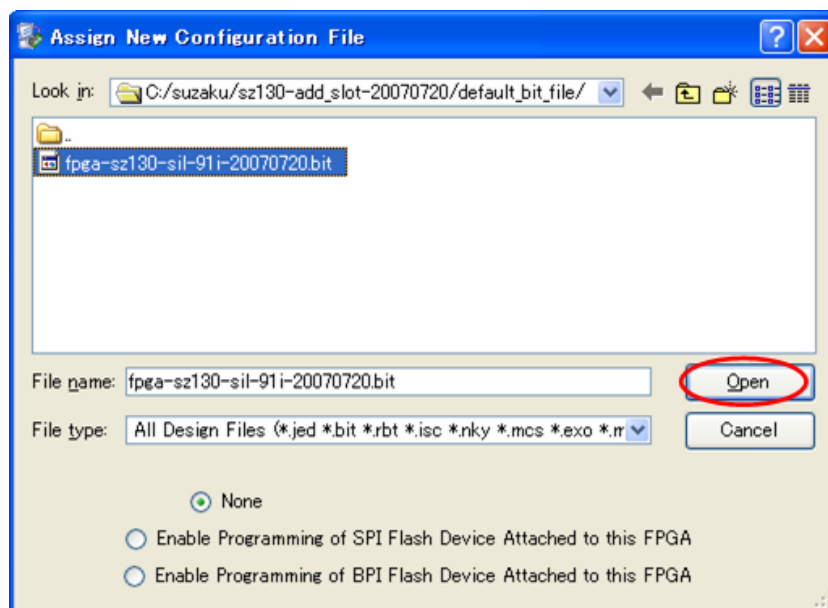 Assign New Configuration File
Look in: C:/suzaku/sz130-add_slot-20070720/default_bit_file/
..
fpga-sz130-sil-91i-20070720.bit
File name: fpga-sz130-sil-91i-20070720.bit Open
File type: All Design Files (*.jed *.bit *.rbt *.isc *.nky *.mcs *.exo *.m Cancel
None
Enable Programming of SPI Flash Device Attached to this FPGA
Enable Programming of BPI Flash Device Attached to this FPGA